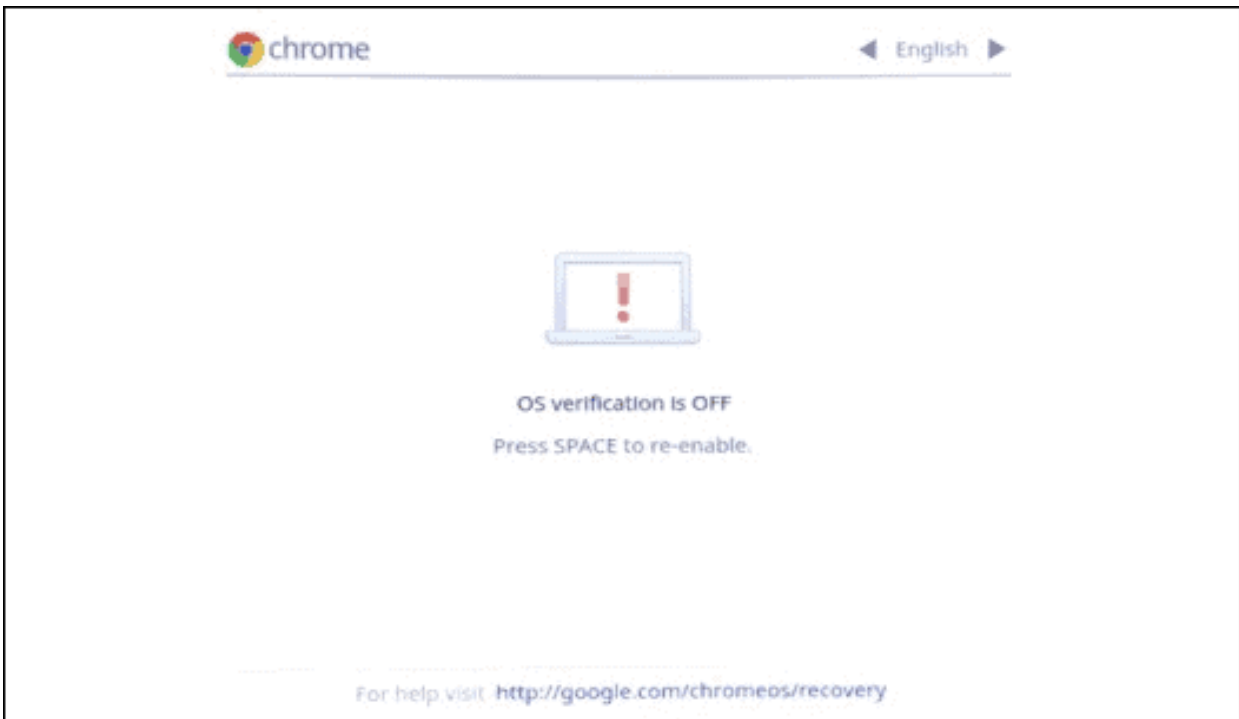 chrome
English
OS verification is OFF
Press SPACE to re-enable.
For help visit http://google.com/chromeos/recovery